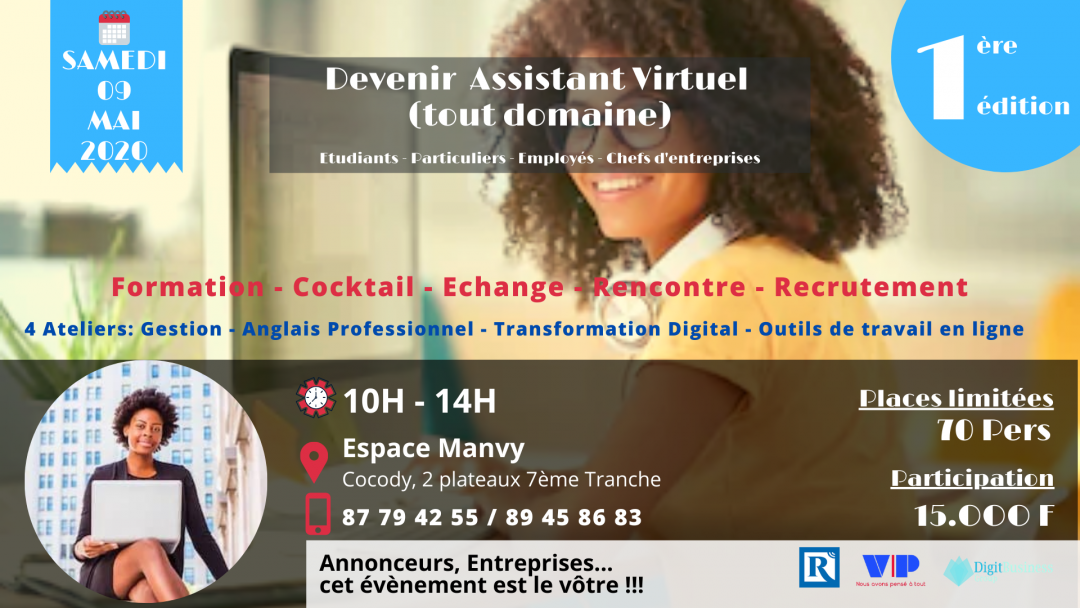 SAMEDI
09
MAI
2020
Devenir Assistant Virtuel
(tout domaine)
Etudiants - Particuliers - Employés - Chefs d'entreprises
1ère
édition
Formation - Cocktail - Echange - Rencontre - Recrutement
4 Ateliers: Gestion - Anglais Professionnel - Transformation Digital - Outils de travail en ligne
10H - 14H
Espace Manvy
Cocody, 2 plateaux 7ème Tranche
87 79 42 55 / 89 45 86 83
Places limitées
70 Pers
Participation
15.000 F
Annonceurs, Entreprises...
cet évènement est le vôtre !!!
R
VIP
Nous avons pensé à tout